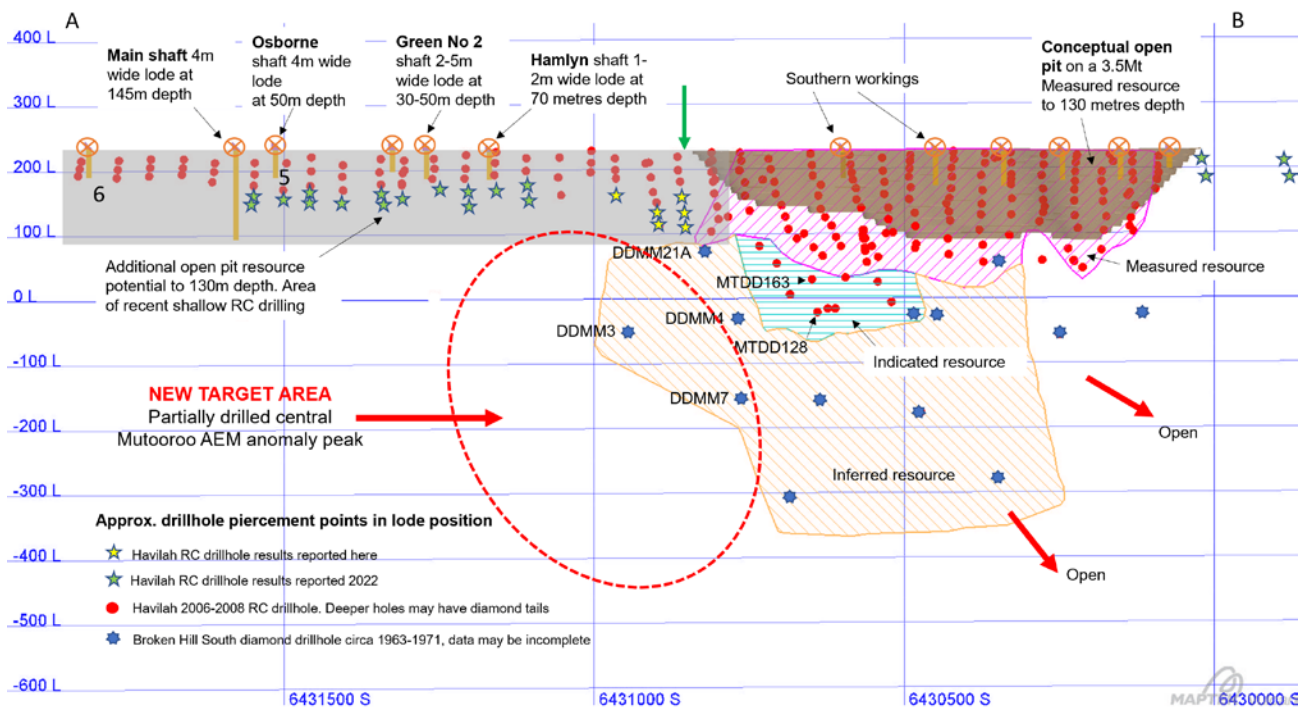 A
B
400 L
300 L
200 L
100 L
0 L
-100 L
-200 L
-300 L
-400 L
-500 L
-600 L
Main shaft 4m
wide lode at
145m depth
Osborne
shaft 4m wide
lode
at 50m depth
Green No 2
shaft 2-5m
wide lode at
30-50m depth
Hamlyn shaft 1-
2m wide lode at
70 metres depth
Southern workings
Conceptual open
pit on a 3.5Mt
Measured resource
to 130 metres depth
6
5
Additional open pit resource
potential to 130m depth. Area
of recent shallow RC drilling
DDMM21A
MTDD163
Measured resource
DDMM3
DDMM4
MTDD128
Indicated resource
DDMM7
NEW TARGET AREA
Partially drilled central
Mutooroo AEM anomaly peak
Open
Inferred resource
Open
Approx. drillhole piercement points in lode position
Havilah RC drillhole results reported here
Havilah RC drillhole results reported 2022
Havilah 2006-2008 RC drillhole. Deeper holes may have diamond tails
Broken Hill South diamond drillhole circa 1963-1971, data may be incomplete
6431500 S
6431000 S
6430500 S
6430000 S